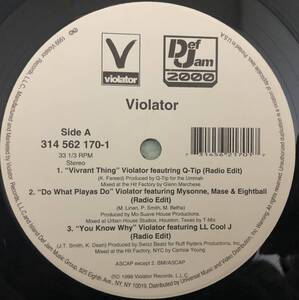 violator
Def Jam
2000
Violator
Side A
314 562 170-1
33 1/3 RPM
Stereo
1. "Vivrant Thing" Violator featuring Q-Tip (Radio Edit)
(K. Fareed) Produced by Q-Tip for the Ummah
Mixed at the Hit Factory by Glenn Marchese
2. "Do What Playas Do" Violator featuring Mysonne, Mase & Eightball
(Radio Edit)
Produced by Mo-Suave House Productions
Mixed at Urban House Studios, Houston, Texas by T-Mix
3. "You Know Why" Violator featuring LL Cool J
(Radio Edit)
(J.T. Smith, K. Dean) Produced by Swizz Beatz for Ruff Ryders Productions, Inc.
Mixed at the Hit Factory, NYC by
ASCAP except 2. BMI/ASCAP
1999 Violator Records, L.L.C.